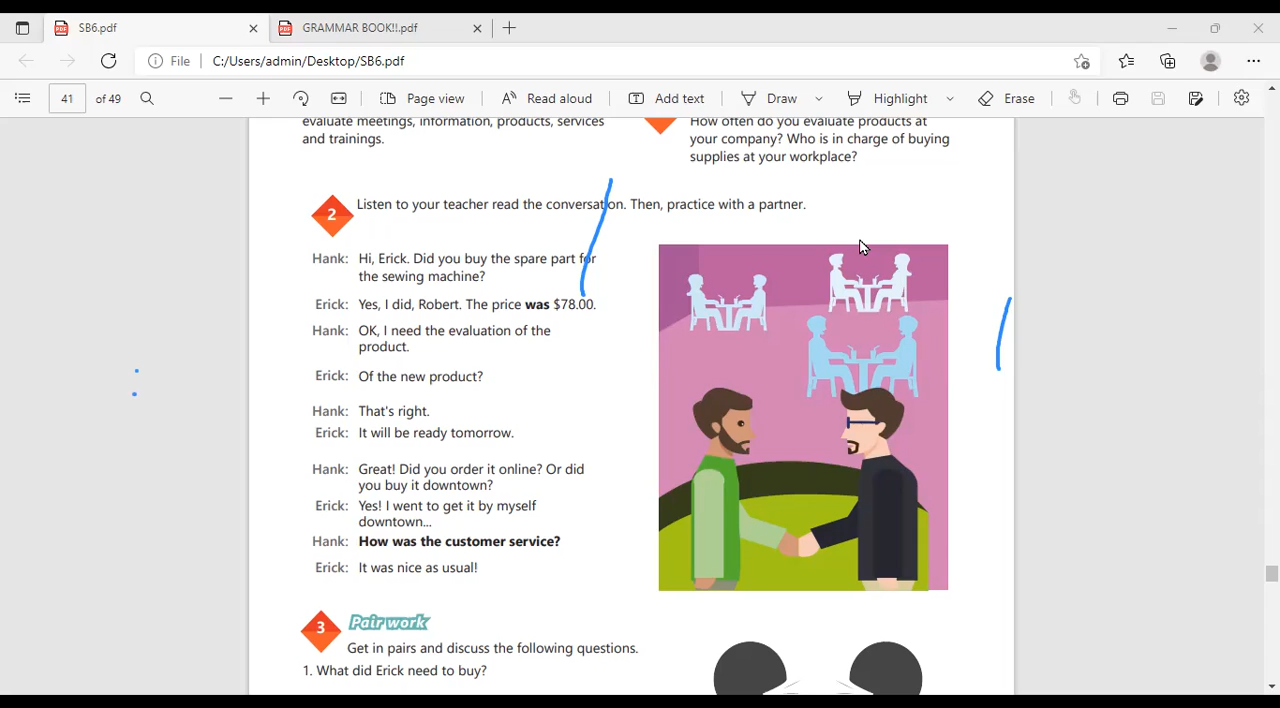 SB6.pdf
GRAMMAR BOOK!!.pdf
File
C:/Users/admin/Desktop/SB6.pdf
41 of 49
Page view
Read aloud
Add text
Draw
Highlight
Erase
evaluate meetings, information, products, services
and trainings.
How often do you evaluate products at
your company? Who is in charge of buying
supplies at your workplace?
2
Listen to your teacher read the conversation. Then, practice with a partner.
Hank: Hi, Erick. Did you buy the spare part for
the sewing machine?
Erick: Yes, I did, Robert. The price was $78.00.
Hank: OK, I need the evaluation of the
product.
Erick: Of the new product?
Hank: That's right.
Erick: It will be ready tomorrow.
Hank: Great! Did you order it online? Or did
you buy it downtown?
Erick: Yes! I went to get it by myself
downtown...
Hank: How was the customer service?
Erick: It was nice as usual!
3
Pair work
Get in pairs and discuss the following questions.
1. What did Erick need to buy?